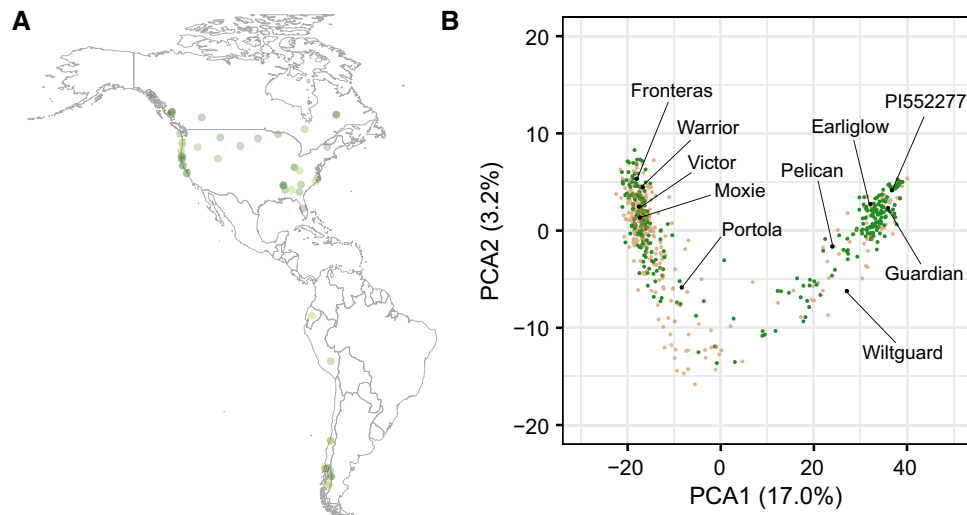 A
B
20
10
0
−10
−20
PCA2 (3.2%)
Fronteras
Warrior
Victor
Moxie
Portola
PI552277
Earliglow
Pelican
Guardian
Wiltguard
−20
0
20
40
PCA1 (17.0%)